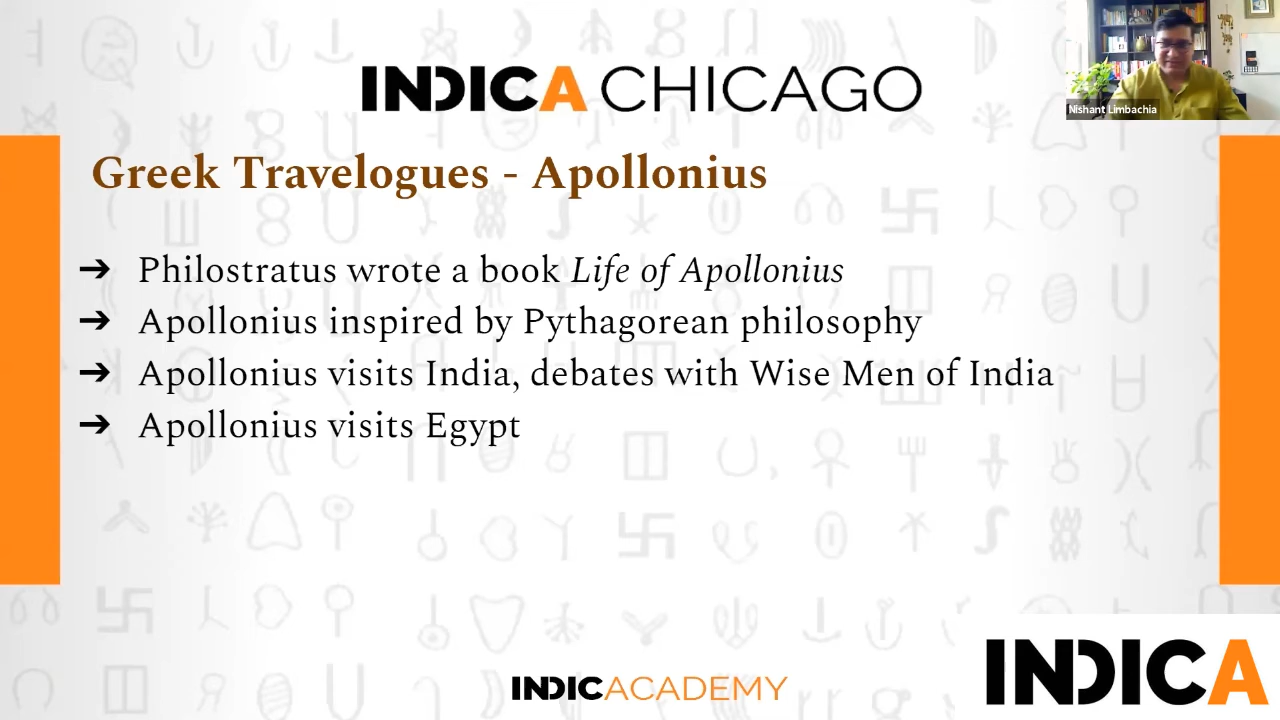 INDICA CHICAGO
Nishant Limbachia
Greek Travelogues - Apollonius
➔ Philostratus wrote a book Life of Apollonius
➔ Apollonius inspired by Pythagorean philosophy
➔ Apollonius visits India, debates with Wise Men of India
➔ Apollonius visits Egypt
INDICACADEMY
INDICA